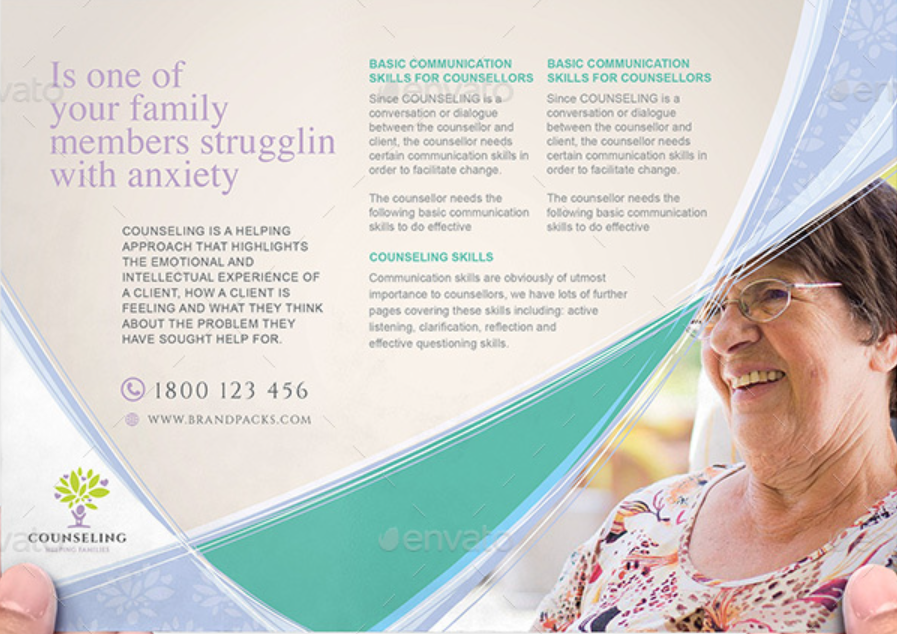 Is one of
your family
members strugglin
with anxiety
COUNSELING IS A HELPING
APPROACH THAT HIGHLIGHTS
THE EMOTIONAL AND
INTELLECTUAL EXPERIENCE OF
A CLIENT, HOW A CLIENT IS
FEELING AND WHAT THEY THINK
ABOUT THE PROBLEM THEY
HAVE SOUGHT HELP FOR.
1800 123 456
WWW.BRANDPACKS.COM
COUNSELING
HELPING FAMILIES
BASIC COMMUNICATION
SKILLS FOR COUNSELLORS
Since COUNSELING is a
conversation or dialogue
between the counsellor and
client, the counsellor needs
certain communication skills in
order to facilitate change.
The counsellor needs the
following basic communication
skills to do effective
BASIC COMMUNICATION
SKILLS FOR COUNSELLORS
Since COUNSELING is a
conversation or dialogue
between the counsellor and
client, the counsellor needs
certain communication skills in
order to facilitate change.
The counsellor needs the
following basic communication
skills to do effective
COUNSELING SKILLS
Communication skills are obviously of utmost
importance to counsellors, we have lots of further
pages covering these skills including: active
listening, clarification, reflection and
effective questioning skills.
envato
envato